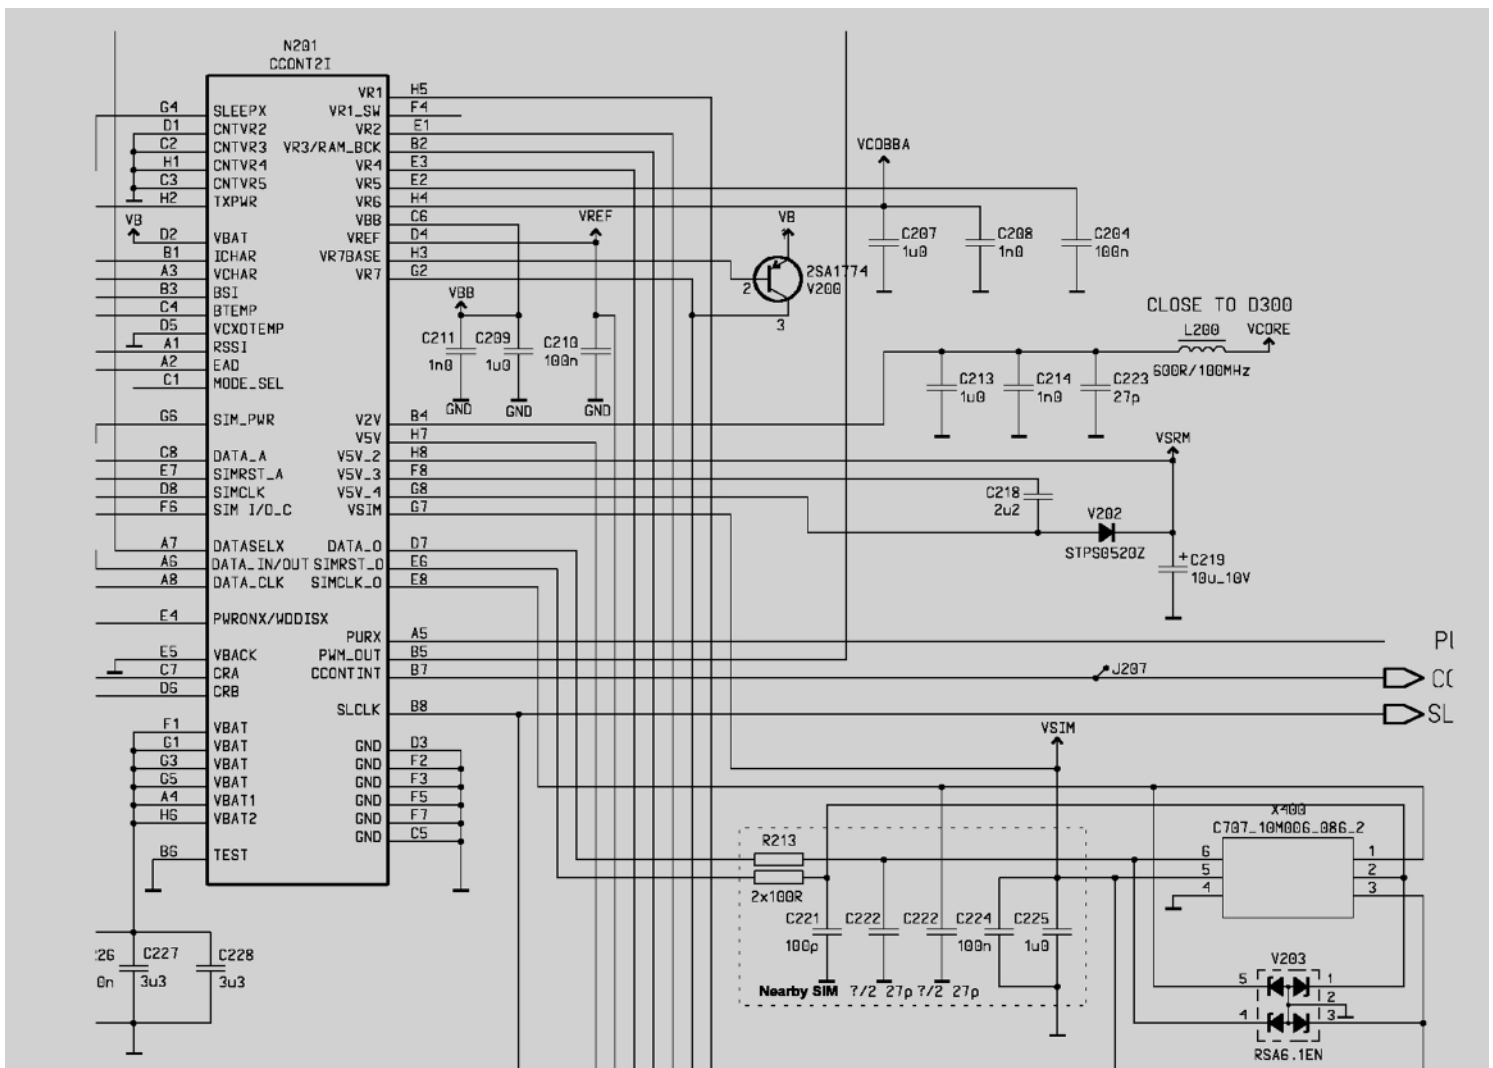 N201
CCONT2I
G4 SLEEPX
D1 CNTVR2
C2 CNTVR3
H1 CNTVR4
C3 CNTVR5
H2 TXPWR
VB
D2 VBAT
B1 ICHAR
A3 VCHAR
B3 BSI
C4 BTEMP
D5 VCXOTEMP
A1 RSSI
A2 EAD
C1 MODE_SEL
G6 SIM_PWR
C8 DATA_A
E7 SIMRST_A
D8 SIMCLK
F6 SIM I/O_C
A7 DATASELX
A6 DATA_IN/OUT
A8 DATA_CLK
E4 PWRONX/WDDISX
E5 VBACK
C7 CRA
D6 CRB
F1 VBAT
G1 VBAT
G3 VBAT
G5 VBAT
A4 VBAT1
H6 VBAT2
B6 TEST
VR1 H5
VR1_SW F4
VR2 E1
VR3/RAM_BCK B2
VR4 E3
VR5 E2
VR6 H4
VBB C6
VREF D4
VR7BASE H3
VR7 G2
V2V B4
V5V H7
V5V_2 H8
V5V_3 F8
V5V_4 G8
VSIM G7
DATA_O D7
SIMRST_O E6
SIMCLK_O E8
PURX A5
PWM_OUT B5
CCONTINT B7
SLCLK B8
GND D3
GND F2
GND F3
GND F5
GND F7
GND C5
VCOBBA
VREF
VB
C207
1u0
C208
1n0
C204
100n
2SA1774
V200
2
3
VBB
C211
1n0
C209
1u0
C210
100n
GND
GND
GND
CLOSE TO D300
L200
VCORE
600R/100MHz
C213
1u0
C214
1n0
C223
27p
VSRM
C218
2u2
V202
STPS0520Z
+
C219
10u_10V
J207
SL
VSIM
X400
C707_10M006_086_2
6
5
4
1
2
3
R213
2x100R
C221
100p
C222
C222
C224
100n
C225
1u0
Nearby SIM ?/2 27p ?/2 27p
V203
5
4
1
2
3
RSA6.1EN
C227
3u3
C228
3u3